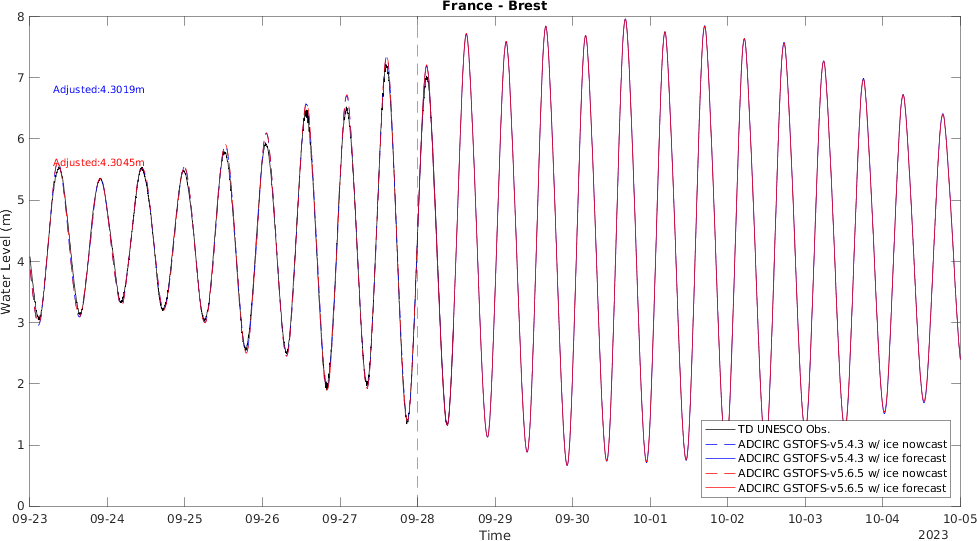 France - Brest
8
7
6
5
4
3
2
1
0
Water Level (m)
Adjusted:4.3019m
Adjusted:4.3045m
TD UNESCO Obs.
ADCIRC GSTOFS-v5.4.3 w/ ice nowcast
ADCIRC GSTOFS-v5.4.3 w/ ice forecast
ADCIRC GSTOFS-v5.6.5 w/ ice nowcast
ADCIRC GSTOFS-v5.6.5 w/ ice forecast
09-23 09-24 09-25 09-26 09-27 09-28 09-29 09-30 10-01 10-02 10-03 10-04 10-05
Time
2023